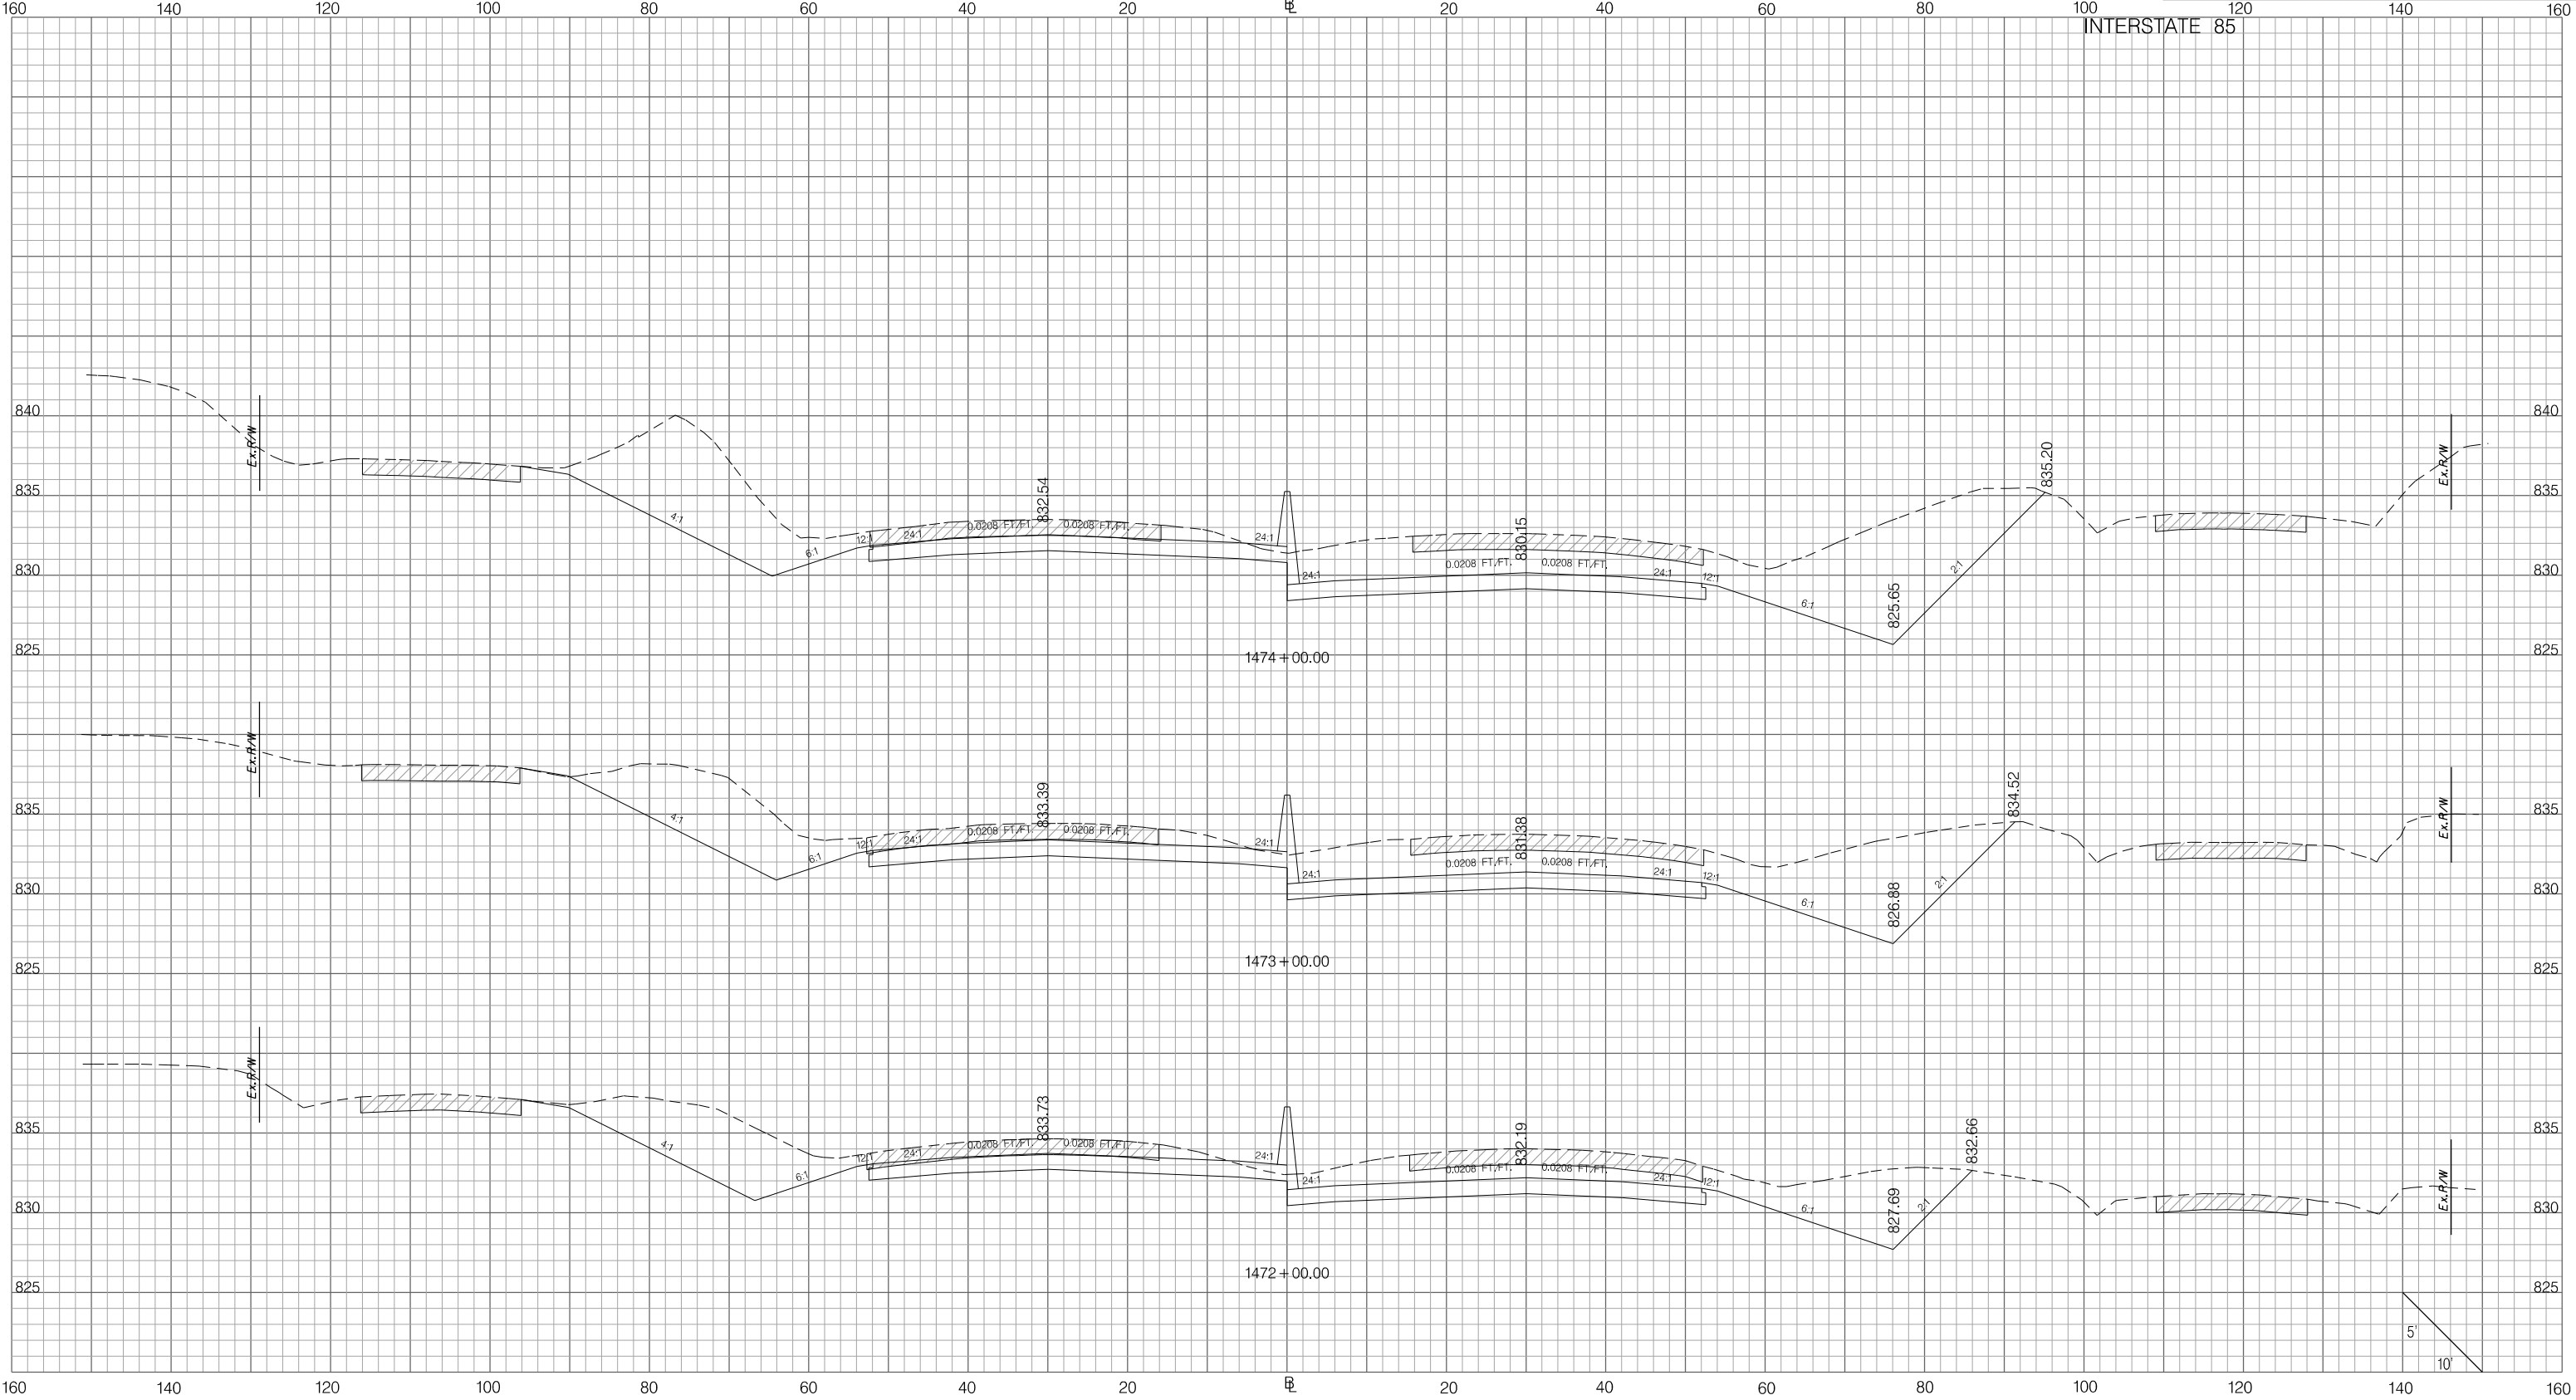 160 140 120 100 80 60 40 20 BL 20 40 60 80 100 120 140 160
INTERSTATE 85
840 840
Ex.R/W Ex.R/W
835 835.20 835
4:1 832.54 830.15 2:1
0.0208 FT./FT. 0.0208 FT./FT.
6:1 12:1 24:1 24:1
830 24:1 0.0208 FT./FT. 0.0208 FT./FT. 24:1 12:1 830
6:1 825.65
825 825
1474+00.00
Ex.R/W Ex.R/W
835 834.52 835
4:1 833.39 831.38 2:1
0.0208 FT./FT. 0.0208 FT./FT.
6:1 12:1 24:1 24:1
830 24:1 0.0208 FT./FT. 0.0208 FT./FT. 24:1 12:1 830
6:1 826.88
825 825
1473+00.00
Ex.R/W Ex.R/W
835 832.66 835
4:1 833.73 832.19 2:1
0.0208 FT./FT. 0.0208 FT./FT.
6:1 12:1 24:1 24:1
830 24:1 0.0208 FT./FT. 0.0208 FT./FT. 24:1 12:1 830
6:1 827.69
825 825
1472+00.00
5'
10'
160 140 120 100 80 60 40 20 BL 20 40 60 80 100 120 140 160